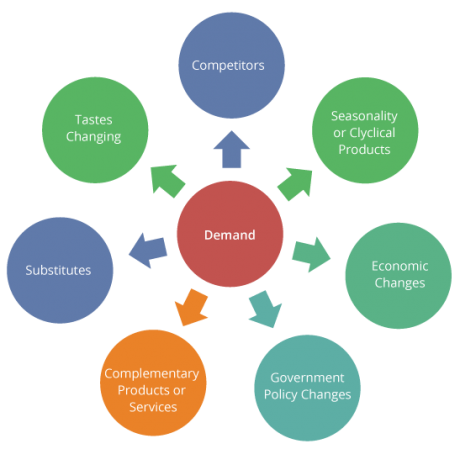 Competitors
Seasonality
or Clyclical
Products
Tastes
Changing
Demand
Substitutes
Economic
Changes
Complementary
Products or
Services
Government
Policy Changes